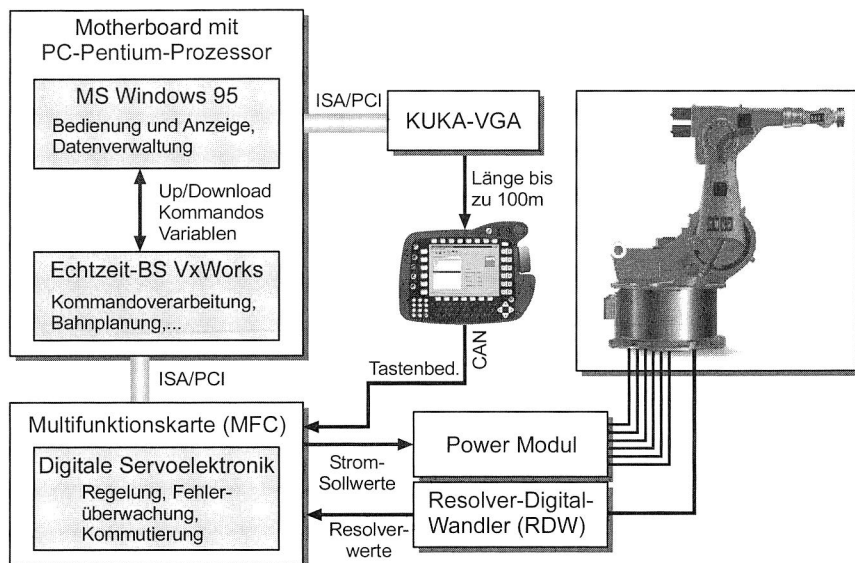 Motherboard mit
PC-Pentium-Prozessor
MS Windows 95
Bedienung und Anzeige,
Datenverwaltung
Up/Download
Kommandos
Variablen
Echtzeit-BS VxWorks
Kommandoverarbeitung,
Bahnplanung,...
ISA/PCI
KUKA-VGA
Länge bis
zu 100m
CAN
Tastenbed.
ISA/PCI
Multifunktionskarte (MFC)
Digitale Servoelektronik
Regelung, Fehler-
überwachung,
Kommutierung
Strom-
Sollwerte
Power Modul
Resolver-Digital-
Wandler (RDW)
Resolver-
werte